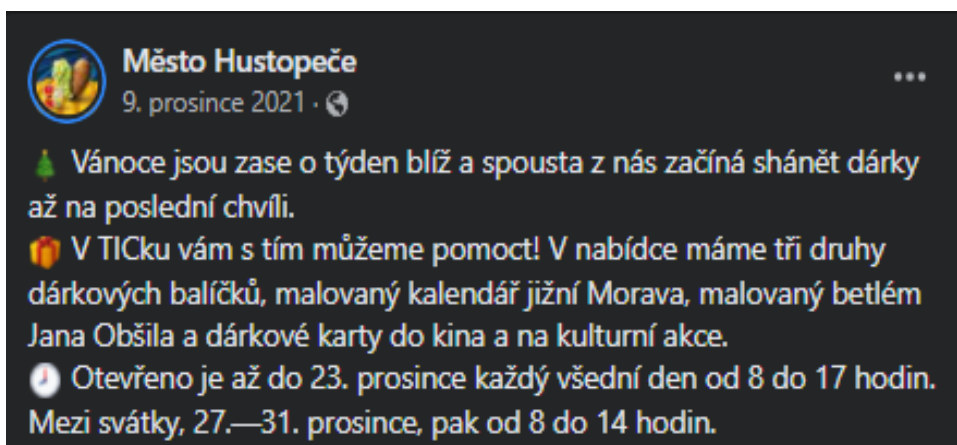 Město Hustopeče
9. prosince 2021 ·
🎄 Vánoce jsou zase o týden blíž a spousta z nás začíná shánět dárky
až na poslední chvíli.
🎁 V TICku vám s tím můžeme pomoct! V nabídce máme tři druhy
dárkových balíčků, malovaný kalendář jižní Morava, malovaný betlém
Jana Obšila a dárkové karty do kina a na kulturní akce.
🕗 Otevřeno je až do 23. prosince každý všední den od 8 do 17 hodin.
Mezi svátky, 27.—31. prosince, pak od 8 do 14 hodin.